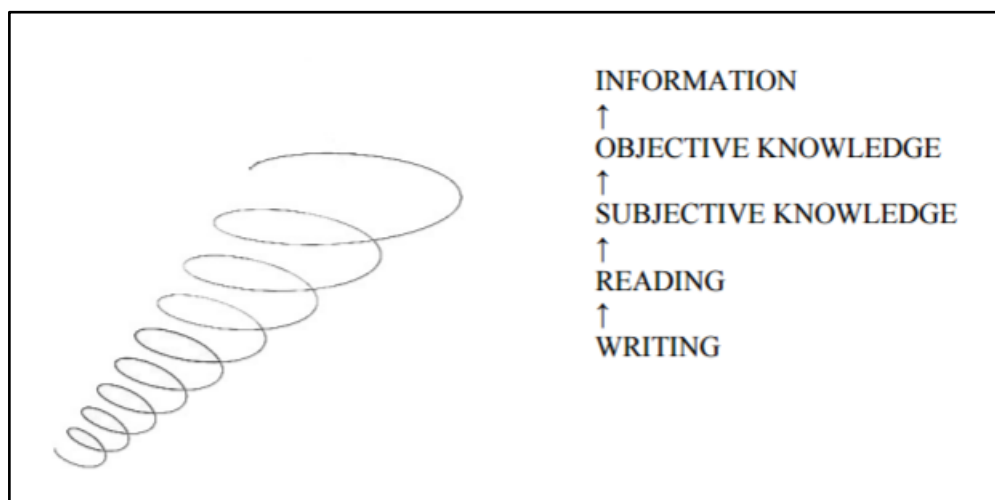 INFORMATION
↑
OBJECTIVE KNOWLEDGE
↑
SUBJECTIVE KNOWLEDGE
↑
READING
↑
WRITING